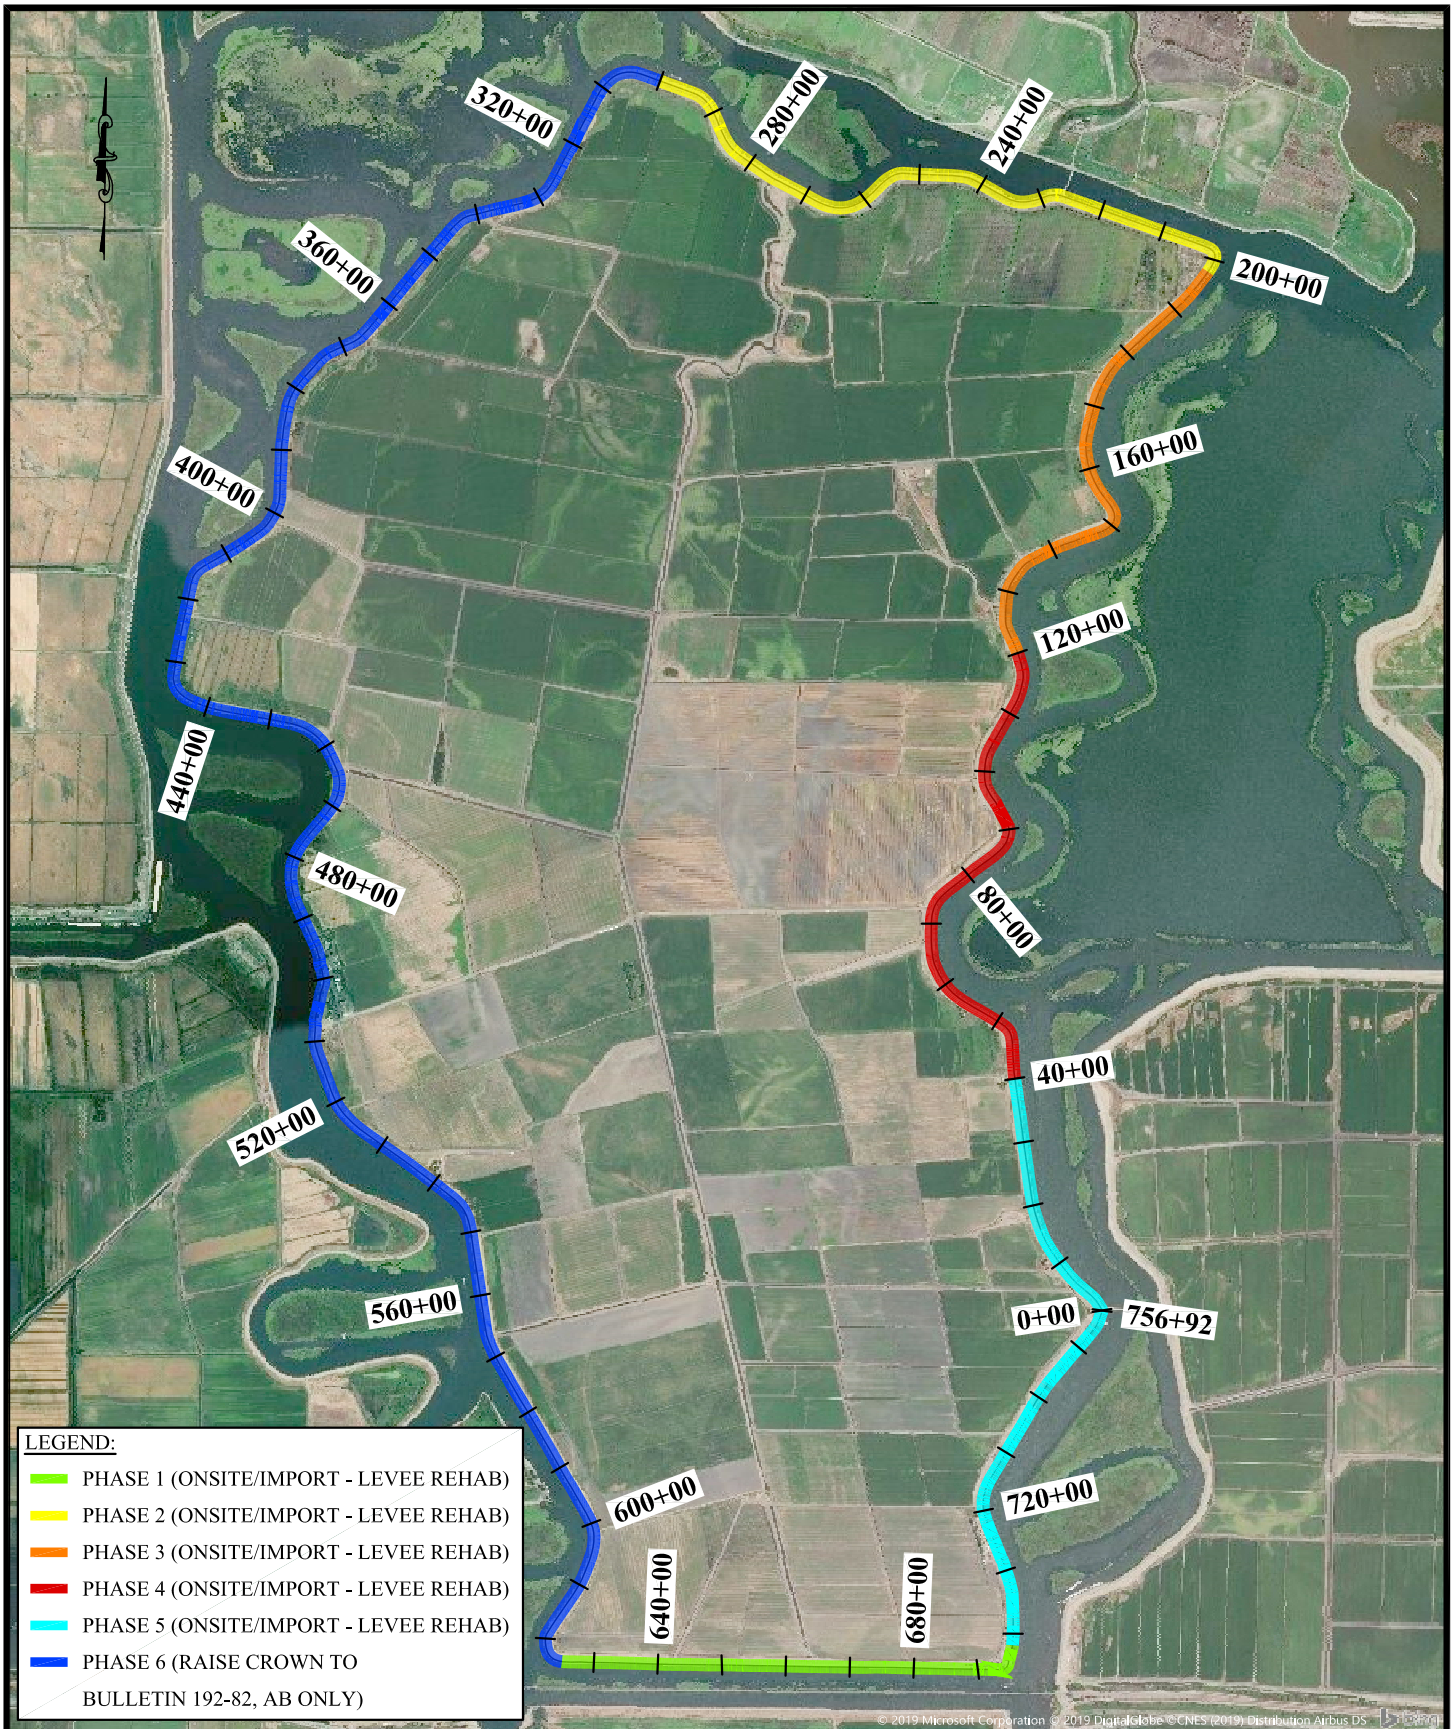 320+00
280+00
240+00
360+00
200+00
400+00
160+00
120+00
440+00
480+00
80+00
40+00
520+00
560+00
0+00
756+92
600+00
720+00
640+00
680+00
LEGEND:
PHASE 1 (ONSITE/IMPORT - LEVEE REHAB)
PHASE 2 (ONSITE/IMPORT - LEVEE REHAB)
PHASE 3 (ONSITE/IMPORT - LEVEE REHAB)
PHASE 4 (ONSITE/IMPORT - LEVEE REHAB)
PHASE 5 (ONSITE/IMPORT - LEVEE REHAB)
PHASE 6 (RAISE CROWN TO
BULLETIN 192-82, AB ONLY)
© 2019 Microsoft Corporation © 2019 DigitalGlobe ©CNES (2019) Distribution Airbus DS